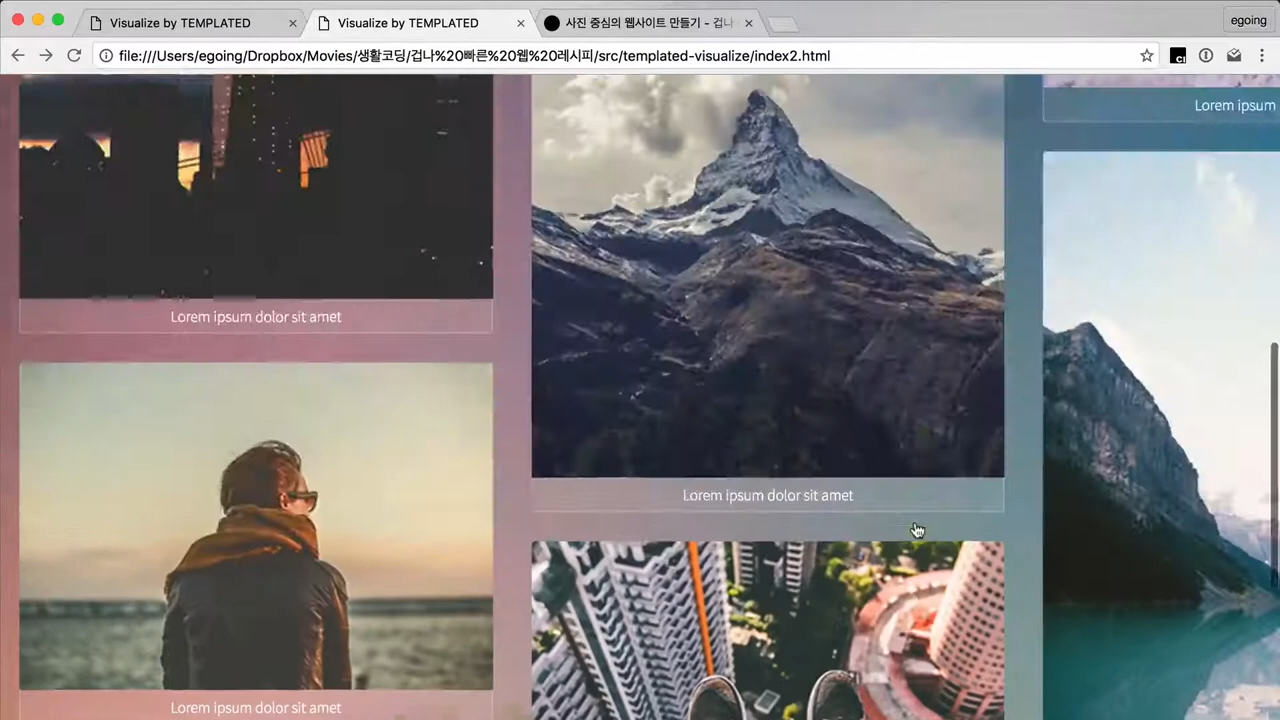 Visualize by TEMPLATED
Visualize by TEMPLATED
사진 중심의 웹사이트 만들기 - 겁나
egoing
file:///Users/egoing/Dropbox/Movies/생활코딩/겁나%20빠른%20웹%20레시피/src/templated-visualize/index2.html
Lorem ipsum
Lorem ipsum dolor sit amet
Lorem ipsum dolor sit amet
Lorem ipsum dolor sit amet